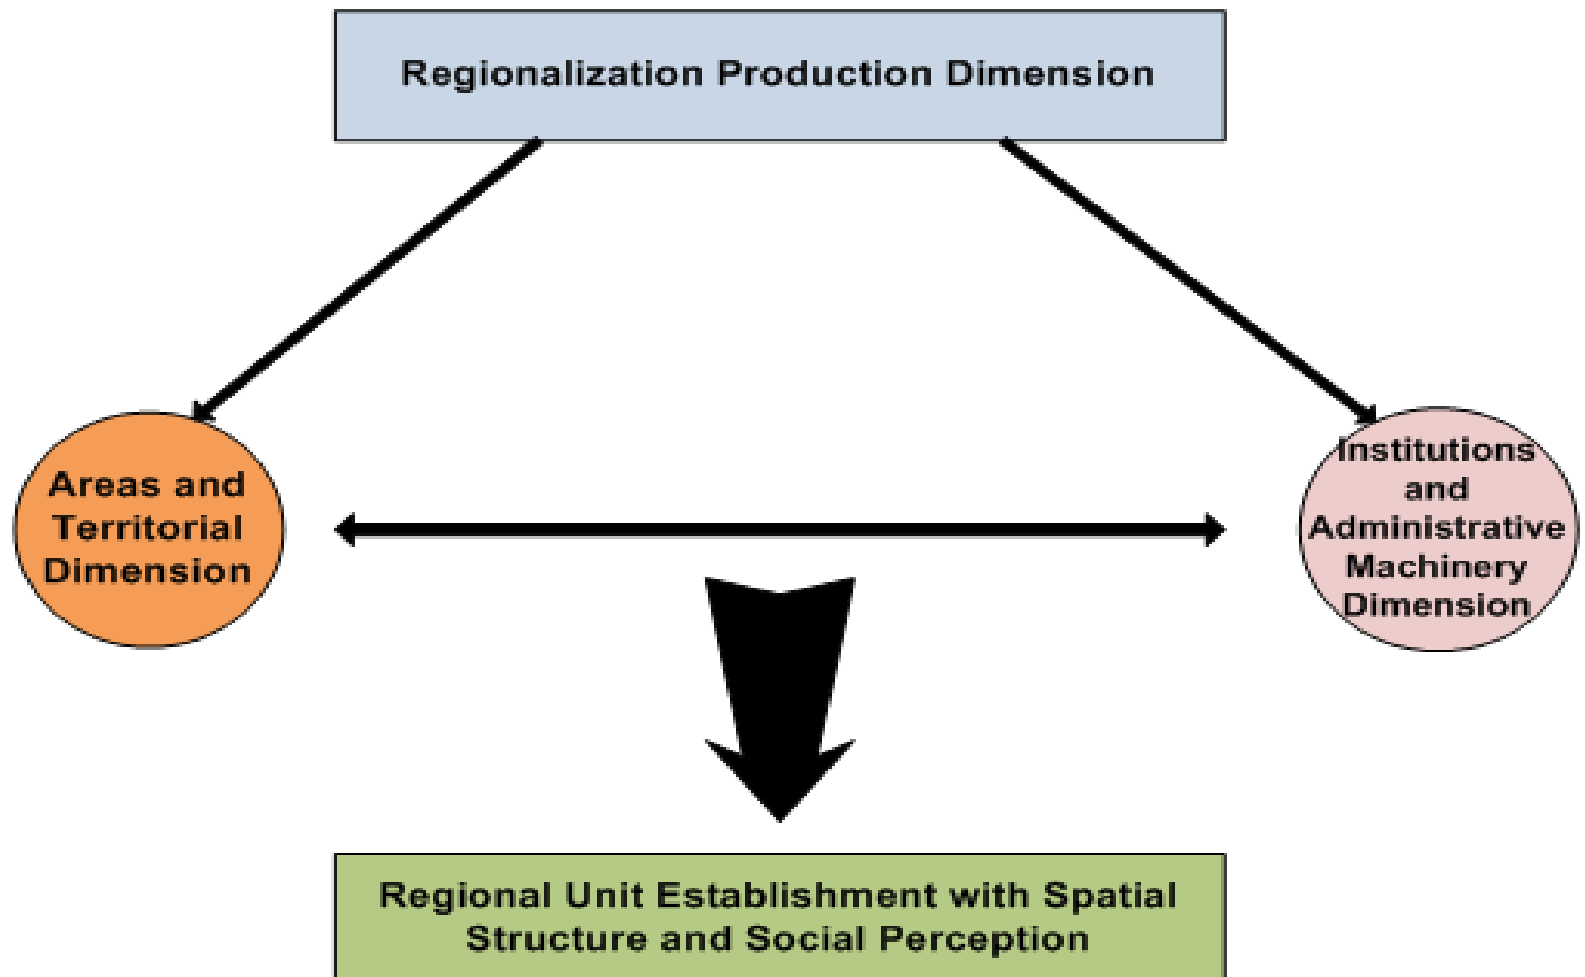 Regionalization Production Dimension
Areas and
Territorial
Dimension
Institutions
and
Administrative
Machinery
Dimension
Regional Unit Establishment with Spatial
Structure and Social Perception